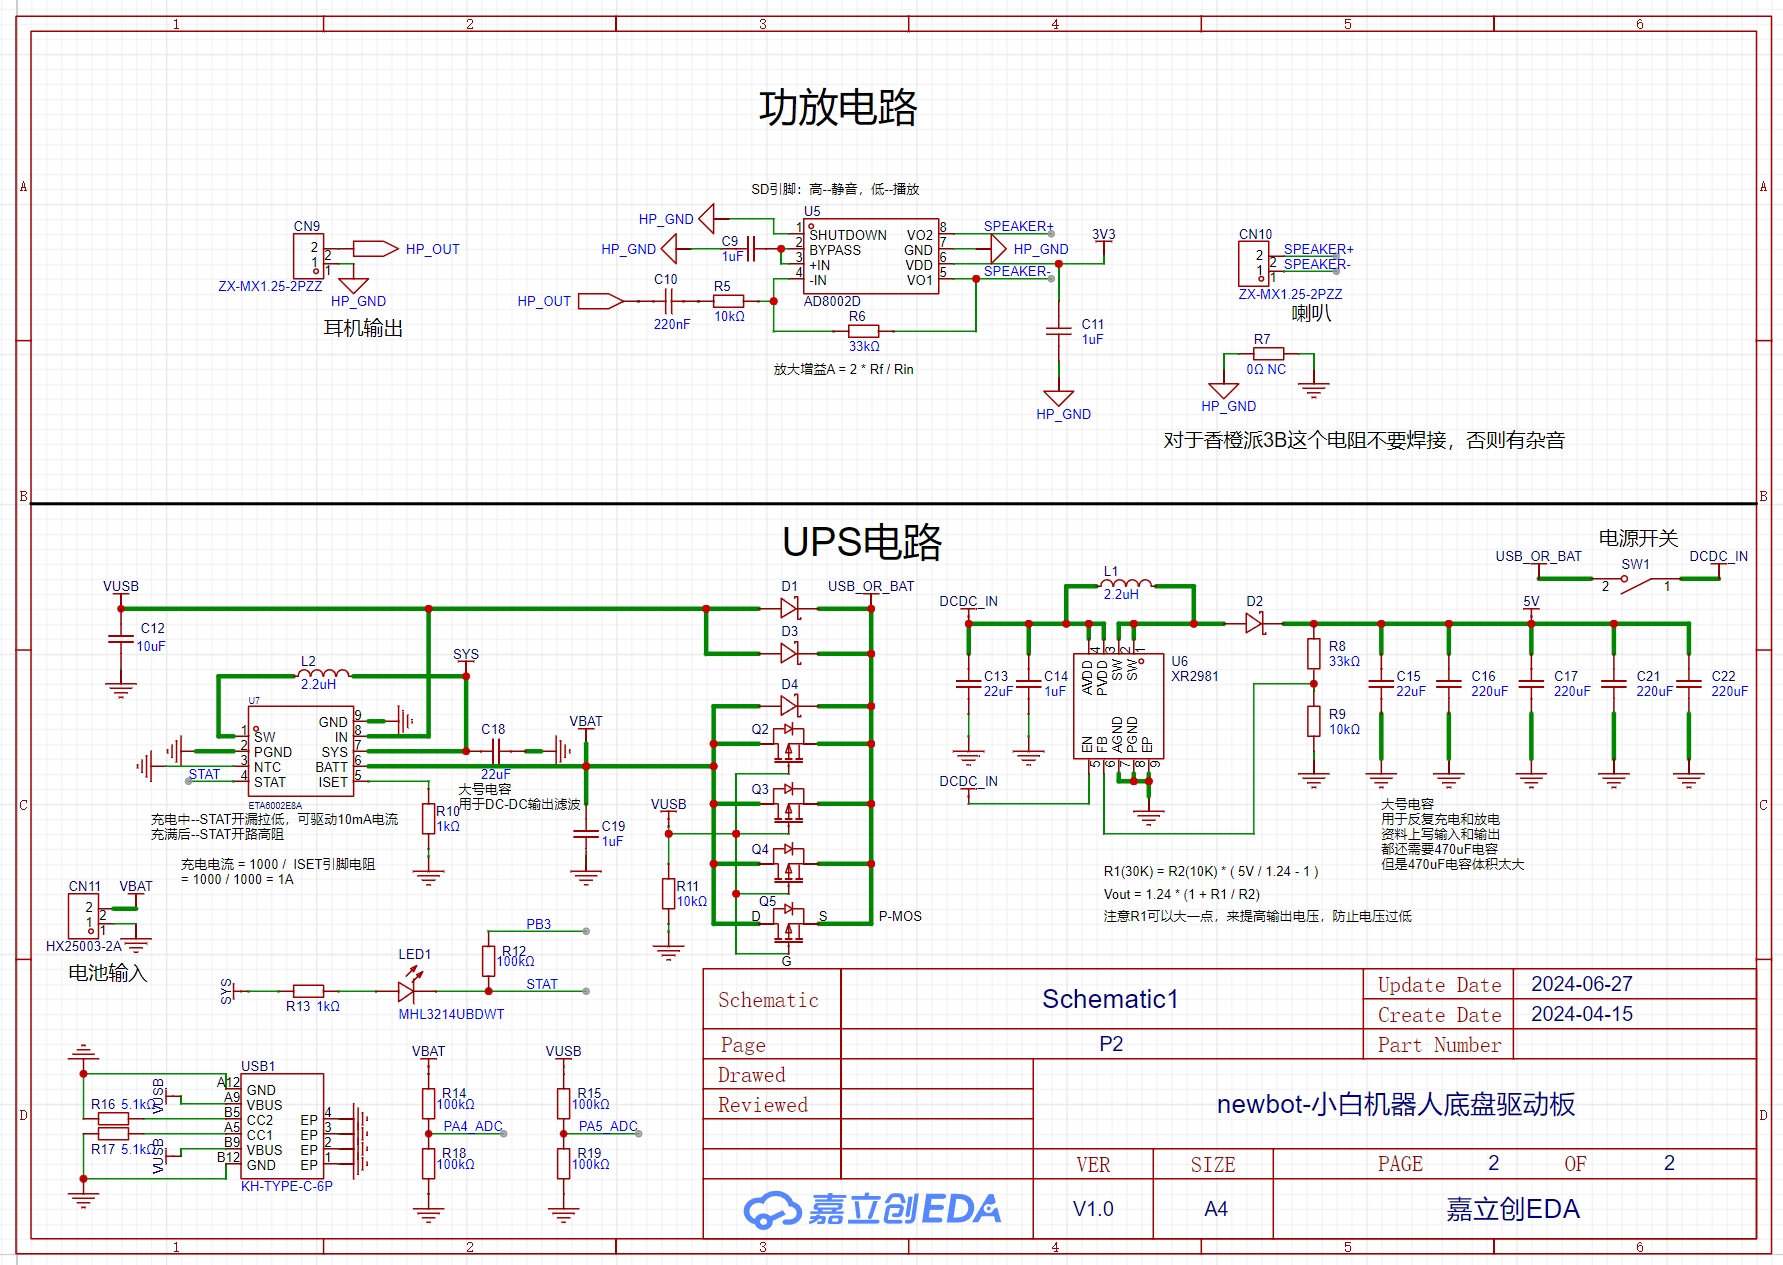 1 2 3 4 5 6
功放电路
A A
SD引脚：高--静音，低--播放
CN9
2 2
1 1
ZX-MX1.25-2PZZ
HP_OUT
HP_GND
耳机输出
HP_GND
HP_GND
C9
1uF
HP_OUT
C10
220nF
R5
10kΩ
U5
1 SHUTDOWN VO2 8
2 BYPASS GND 7
3 +IN VDD 6
4 -IN VO1 5
AD8002D
R6
33kΩ
放大增益A = 2 * Rf / Rin
SPEAKER+
HP_GND
SPEAKER-
3V3
C11
1uF
HP_GND
CN10
2 2
1 1
SPEAKER+
SPEAKER-
ZX-MX1.25-2PZZ
喇叭
R7
0Ω NC
HP_GND
对于香橙派3B这个电阻不要焊接，否则有杂音
B B
UPS电路
VUSB
C12
10uF
L2
2.2uH
SYS
U7
1 SW
2 PGND
3 NTC
4 STAT
GND 9
IN 8
SYS 7
BATT 6
ISET 5
ETA6002E8A
STAT
C18
22uF
大号电容
用于DC-DC输出滤波
VBAT
C19
1uF
R10
1kΩ
充电中--STAT开漏拉低，可驱动10mA电流
充满后--STAT开路高阻
充电电流 = 1000 / ISET引脚电阻
= 1000 / 1000 = 1A
D1
D3
D4
USB_OR_BAT
Q2
Q3
Q4
Q5
D S
G
P-MOS
VUSB
R11
10kΩ
DCDC_IN
L1
2.2uH
D2
C13
22uF
C14
1uF
U6
XR2981
4 3 2 1
AVDD PVDD SW SW
EN FB AGND PGND EP
5 6 7 8 9
DCDC_IN
R8
33kΩ
R9
10kΩ
5V
C15
22uF
C16
220uF
C17
220uF
C21
220uF
C22
220uF
电源开关
USB_OR_BAT
SW1
2 1
DCDC_IN
大号电容
用于反复充电和放电
资料上写输入和输出
都还需要470uF电容
但是470uF电容体积太大
R1(30K) = R2(10K) * ( 5V / 1.24 - 1 )
Vout = 1.24 * (1 + R1 / R2)
注意R1可以大一点，来提高输出电压，防止电压过低
C C
CN11
VBAT
2 2
1 1
HX25003-2A
电池输入
SYS
R13 1kΩ
LED1
MHL3214UBDWT
PB3
R12
100kΩ
STAT
USB1
A12 GND
A9 VBUS
B5 CC2
A5 CC1
B9 VBUS
B12 GND
EP 4
EP 3
EP 2
EP 1
KH-TYPE-C-6P
R16 5.1kΩ
R17 5.1kΩ
VUSB
VUSB
VBAT
R14
100kΩ
PA4_ADC
R18
100kΩ
VUSB
R15
100kΩ
PA5_ADC
R19
100kΩ
D D
Schematic Schematic1
Update Date 2024-06-27
Create Date 2024-04-15
Page P2
Part Number
Drawed
Reviewed
newbot-小白机器人底盘驱动板
VER SIZE PAGE 2 OF 2
嘉立创EDA
V1.0 A4 嘉立创EDA
1 2 3 4 5 6